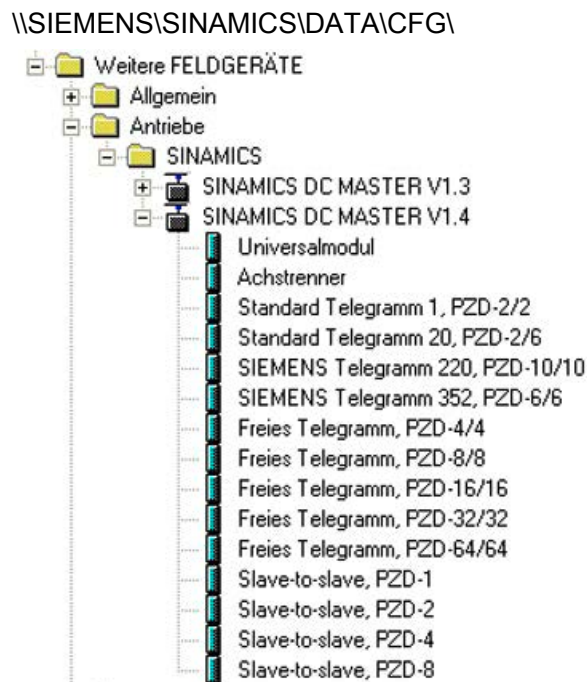 \\SIEMENS\SINAMICS\DATA\CFG\
Weitere FELDGERÄTE
Allgemein
Antriebe
SINAMICS
SINAMICS DC MASTER V1.3
SINAMICS DC MASTER V1.4
Universalmodul
Achstrenner
Standard Telegramm 1, PZD-2/2
Standard Telegramm 20, PZD-2/6
SIEMENS Telegramm 220, PZD-10/10
SIEMENS Telegramm 352, PZD-6/6
Freies Telegramm, PZD-4/4
Freies Telegramm, PZD-8/8
Freies Telegramm, PZD-16/16
Freies Telegramm, PZD-32/32
Freies Telegramm, PZD-64/64
Slave-to-slave, PZD-1
Slave-to-slave, PZD-2
Slave-to-slave, PZD-4
Slave-to-slave, PZD-8